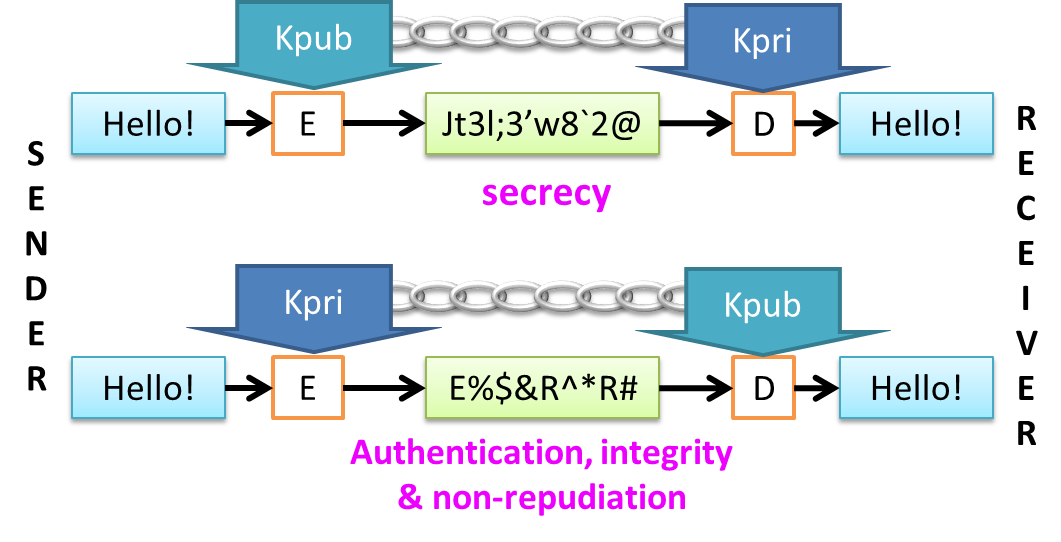 Kpub
Kpri
Hello!
E
Jt3l;3’w8`2@
D
Hello!
secrecy
SENDER
RECEIVER
Kpri
Kpub
Hello!
E
E%$&R^*R#
D
Hello!
Authentication, integrity
& non-repudiation